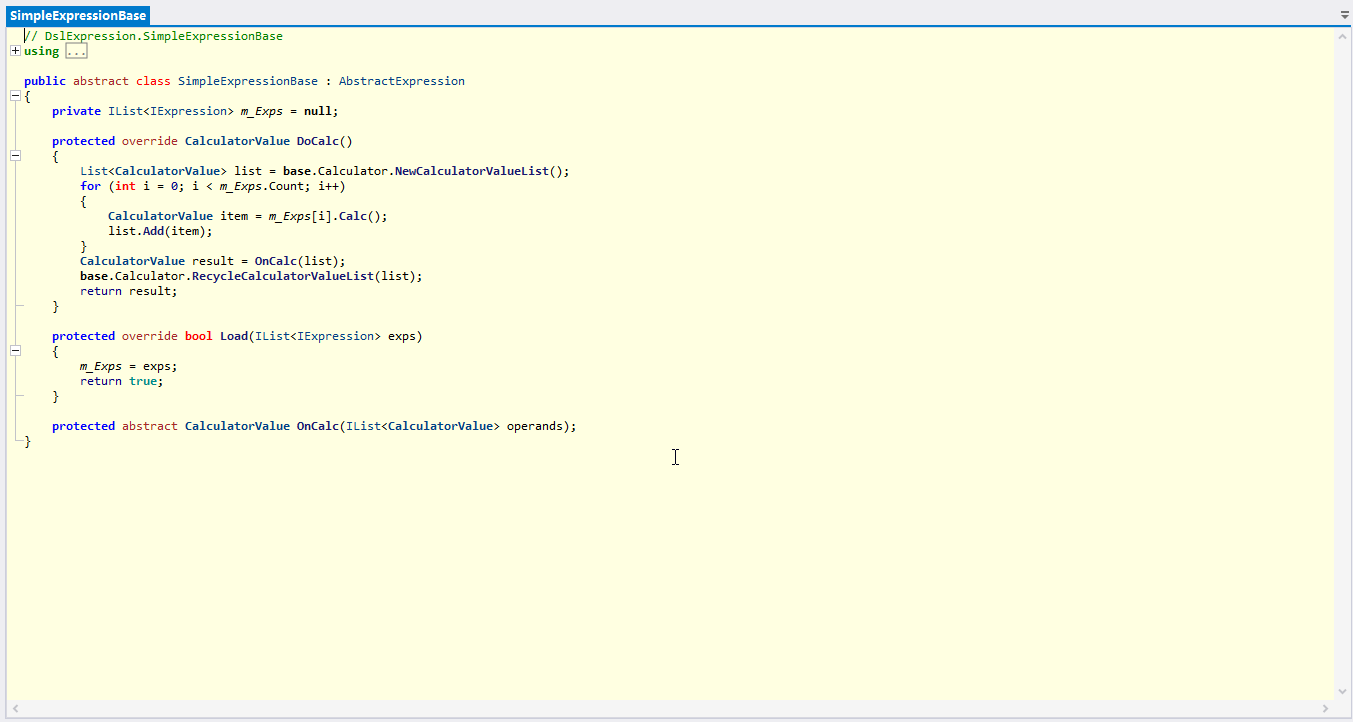 SimpleExpressionBase
// DslExpression.SimpleExpressionBase
using ...
public abstract class SimpleExpressionBase : AbstractExpression
{
    private IList<IExpression> m_Exps = null;
    protected override CalculatorValue DoCalc()
    {
        List<CalculatorValue> list = base.Calculator.NewCalculatorValueList();
        for (int i = 0; i < m_Exps.Count; i++)
        {
            CalculatorValue item = m_Exps[i].Calc();
            list.Add(item);
        }
        CalculatorValue result = OnCalc(list);
        base.Calculator.RecycleCalculatorValueList(list);
        return result;
    }
    protected override bool Load(IList<IExpression> exps)
    {
        m_Exps = exps;
        return true;
    }
    protected abstract CalculatorValue OnCalc(IList<CalculatorValue> operands);
}